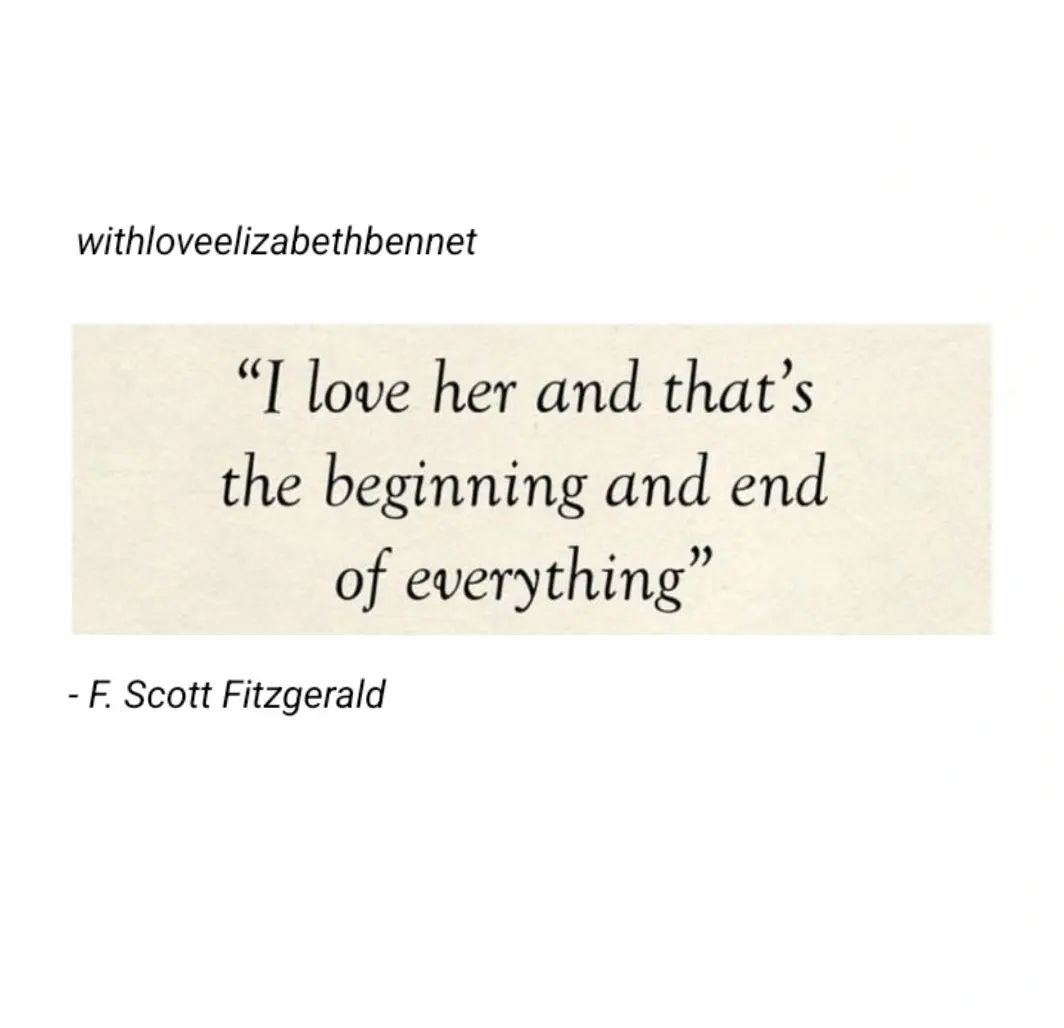 withloveelizabethbennet
“I love her and that’s
the beginning and end
of everything”
- F. Scott Fitzgerald